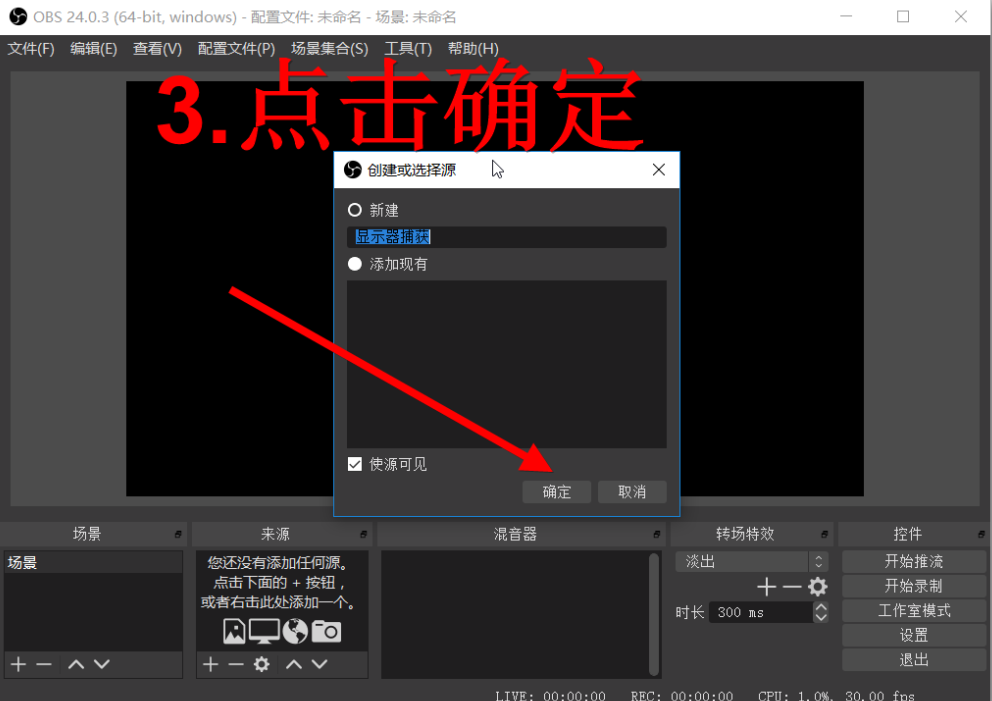 OBS 24.0.3 (64-bit, windows) - 配置文件: 未命名 - 场景: 未命名
文件(F) 编辑(E) 查看(V) 配置文件(P) 场景集合(S) 工具(T) 帮助(H)
3.点击确定
创建或选择源
新建
显示器捕获
添加现有
使源可见
确定 取消
场景 来源 混音器 转场特效 控件
场景
您还没有添加任何源。
点击下面的 + 按钮，
或者右击此处添加一个。
淡出
时长 300 ms
开始推流
开始录制
工作室模式
设置
退出
LIVE: 00:00:00 REC: 00:00:00 CPU: 1.0%, 30.00 fps